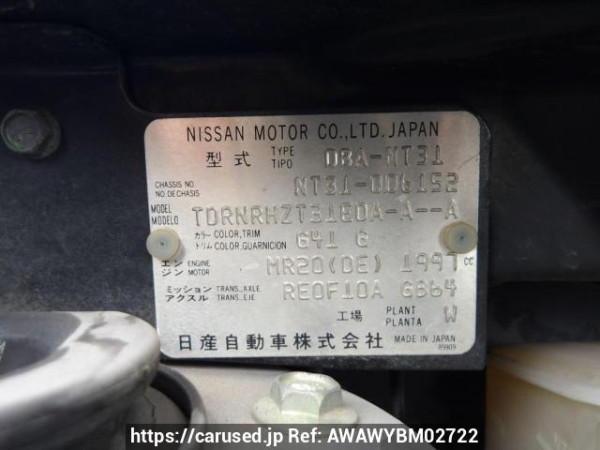 NISSAN MOTOR CO.,LTD. JAPAN
型式 TYPE TIPO DBA-NT31
CHASSIS NO NO.DE CHASIS NT31-006152
MODEL MODELO TDRNRHZT31EDA-A--A
カラー COLOR,TRIM トリム COLOR,GUARNICION G41 G
エンジン ENGINE MOTOR MR20(DE) 1997 cc
ミッション TRANS.,AXLE アクスル TRANS.,EJE RE0F10A GB64
工場 PLANT PLANTA W
日産自動車株式会社 MADE IN JAPAN
89909
https://carused.jp Ref: AWAWYBM02722